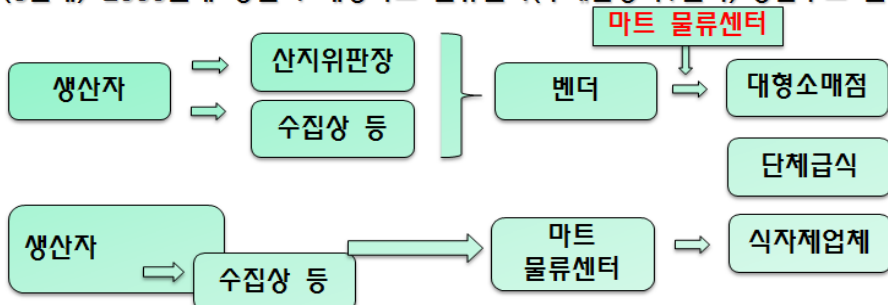 마트 물류센터
산지위판장
생산자
벤더
대형소매점
수집상 등
단체급식
생산자
마트
물류센터
식자제업체
수집상 등